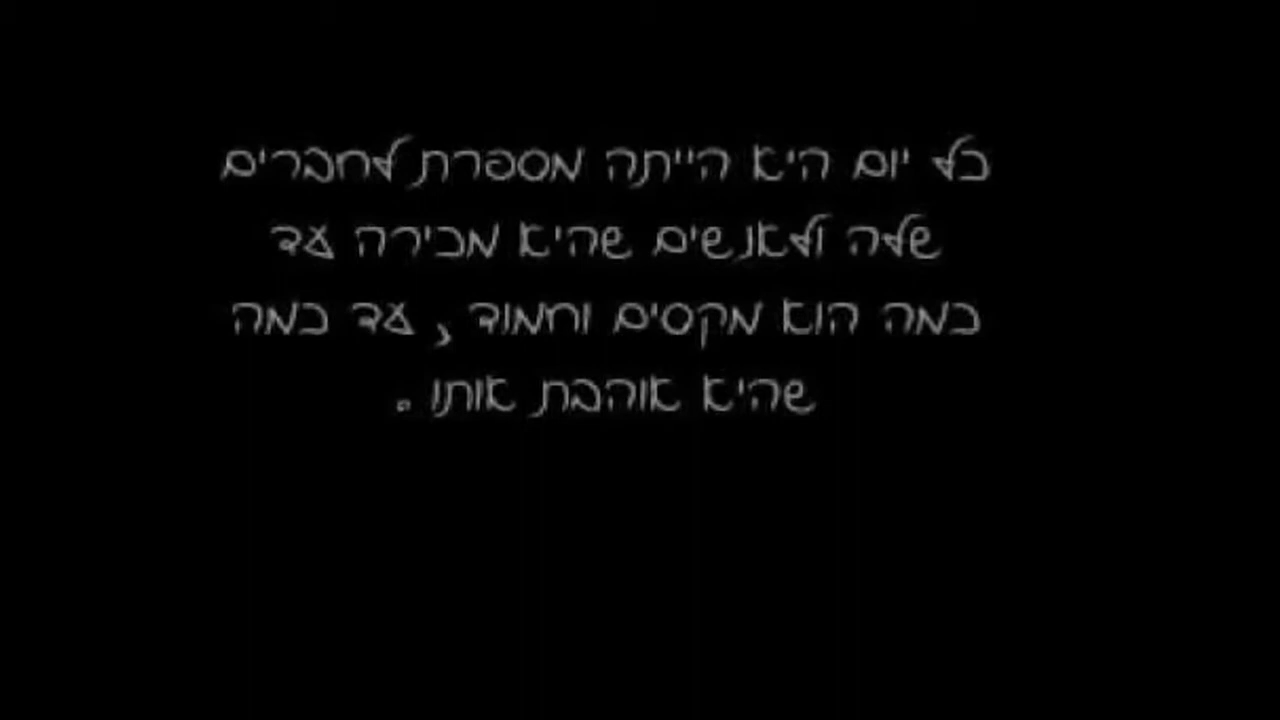 כל יום היא הייתה מספרת לחברים
שלה ולאנשים שהיא מכירה עד
כמה הוא מקסים וחמוד , עד כמה
שהיא אוהבת אותו .